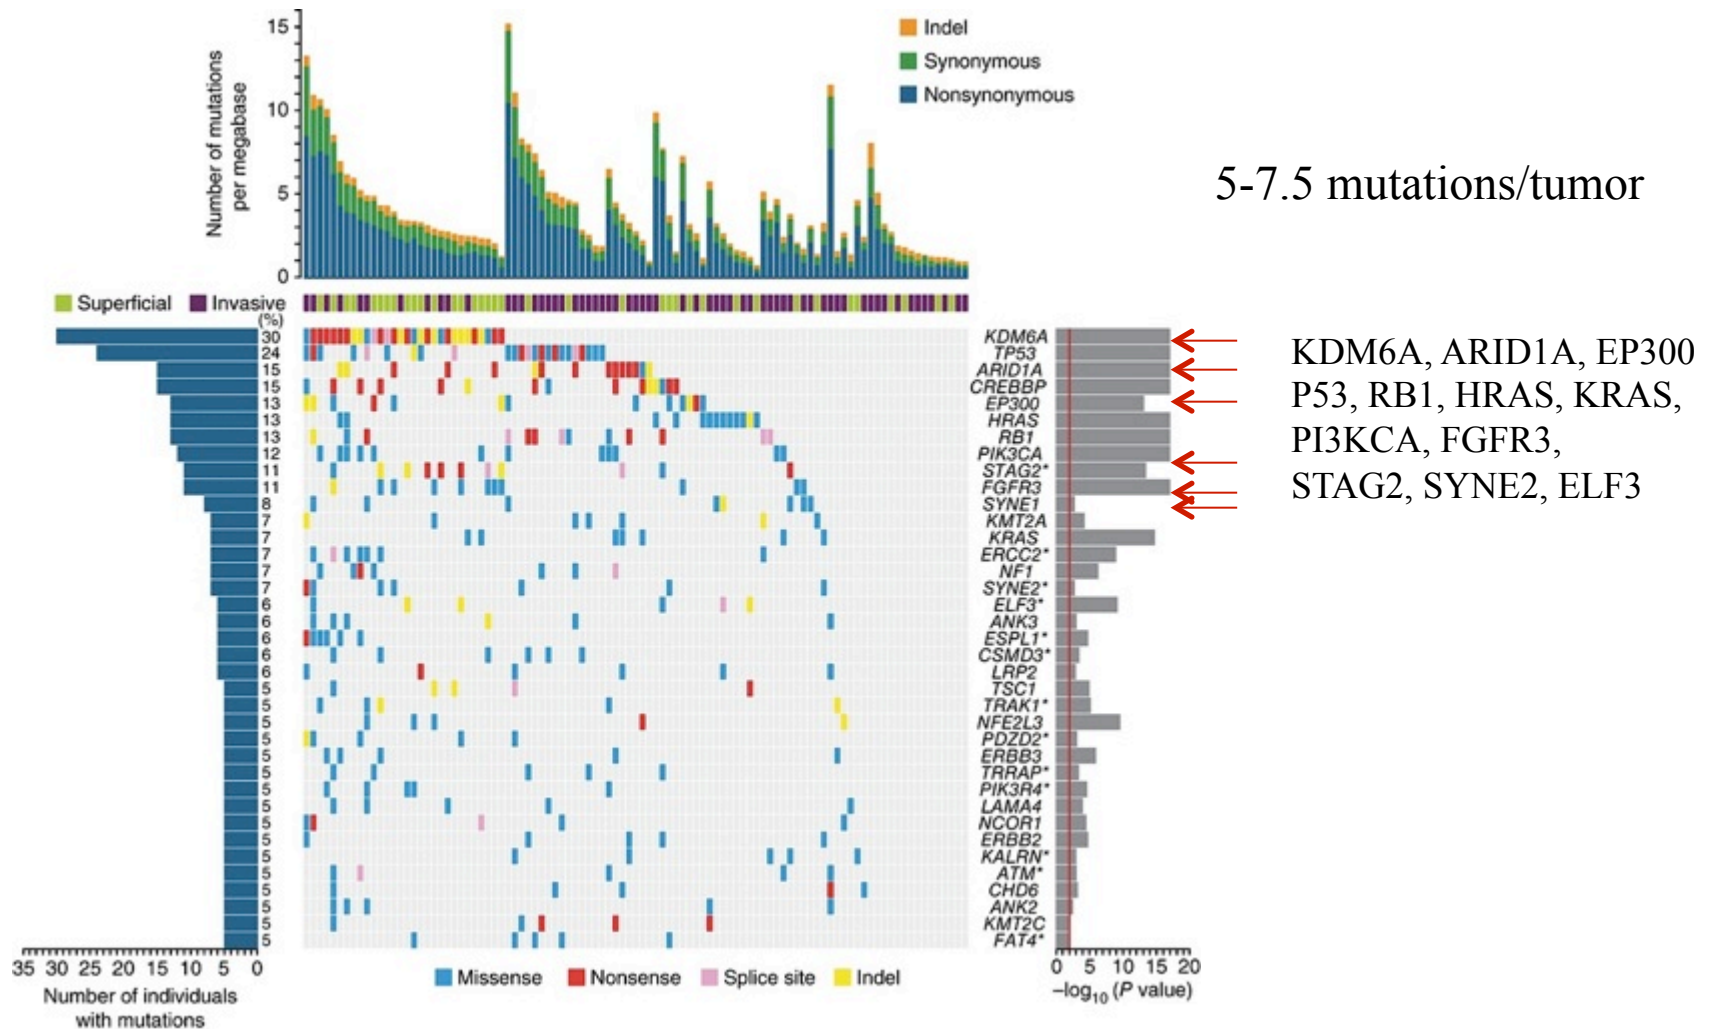 15
10
5
0
Number of mutations
per megabase
Indel
Synonymous
Nonsynonymous
5-7.5 mutations/tumor
Superficial
Invasive
(%)
30 KDM6A
24 TP53
15 ARID1A
15 CREBBP
13 EP300
13 HRAS
13 RB1
12 PIK3CA
11 STAG2*
11 FGFR3
8 SYNE1
7 KMT2A
7 KRAS
7 ERCC2*
7 NF1
7 SYNE2*
6 ELF3*
6 ANK3
6 ESPL1*
6 CSMD3*
6 LRP2
5 TSC1
5 TRAK1*
5 NFE2L3
5 PDZD2*
5 ERBB3
5 TRRAP*
5 PIK3R4*
5 LAMA4
5 NCOR1
5 ERBB2
5 KALRN*
5 ATM*
5 CHD6
5 ANK2
5 KMT2C
5 FAT4*
KDM6A, ARID1A, EP300
P53, RB1, HRAS, KRAS,
PI3KCA, FGFR3,
STAG2, SYNE2, ELF3
35 30 25 20 15 10 5 0
Number of individuals
with mutations
Missense
Nonsense
Splice site
Indel
0 5 10 15 20
–log10 (P value)